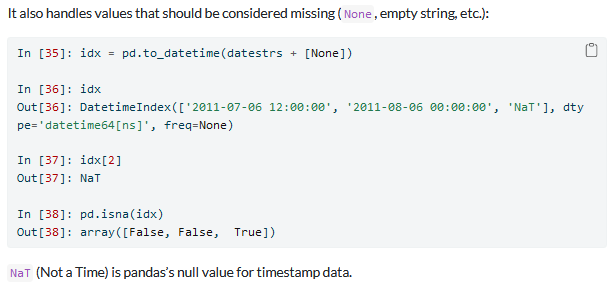 It also handles values that should be considered missing (None, empty string, etc.):
In [35]: idx = pd.to_datetime(datestrs + [None])
In [36]: idx
Out[36]: DatetimeIndex(['2011-07-06 12:00:00', '2011-08-06 00:00:00', 'NaT'], dty
pe='datetime64[ns]', freq=None)
In [37]: idx[2]
Out[37]: NaT
In [38]: pd.isna(idx)
Out[38]: array([False, False,  True])
NaT (Not a Time) is pandas’s null value for timestamp data.